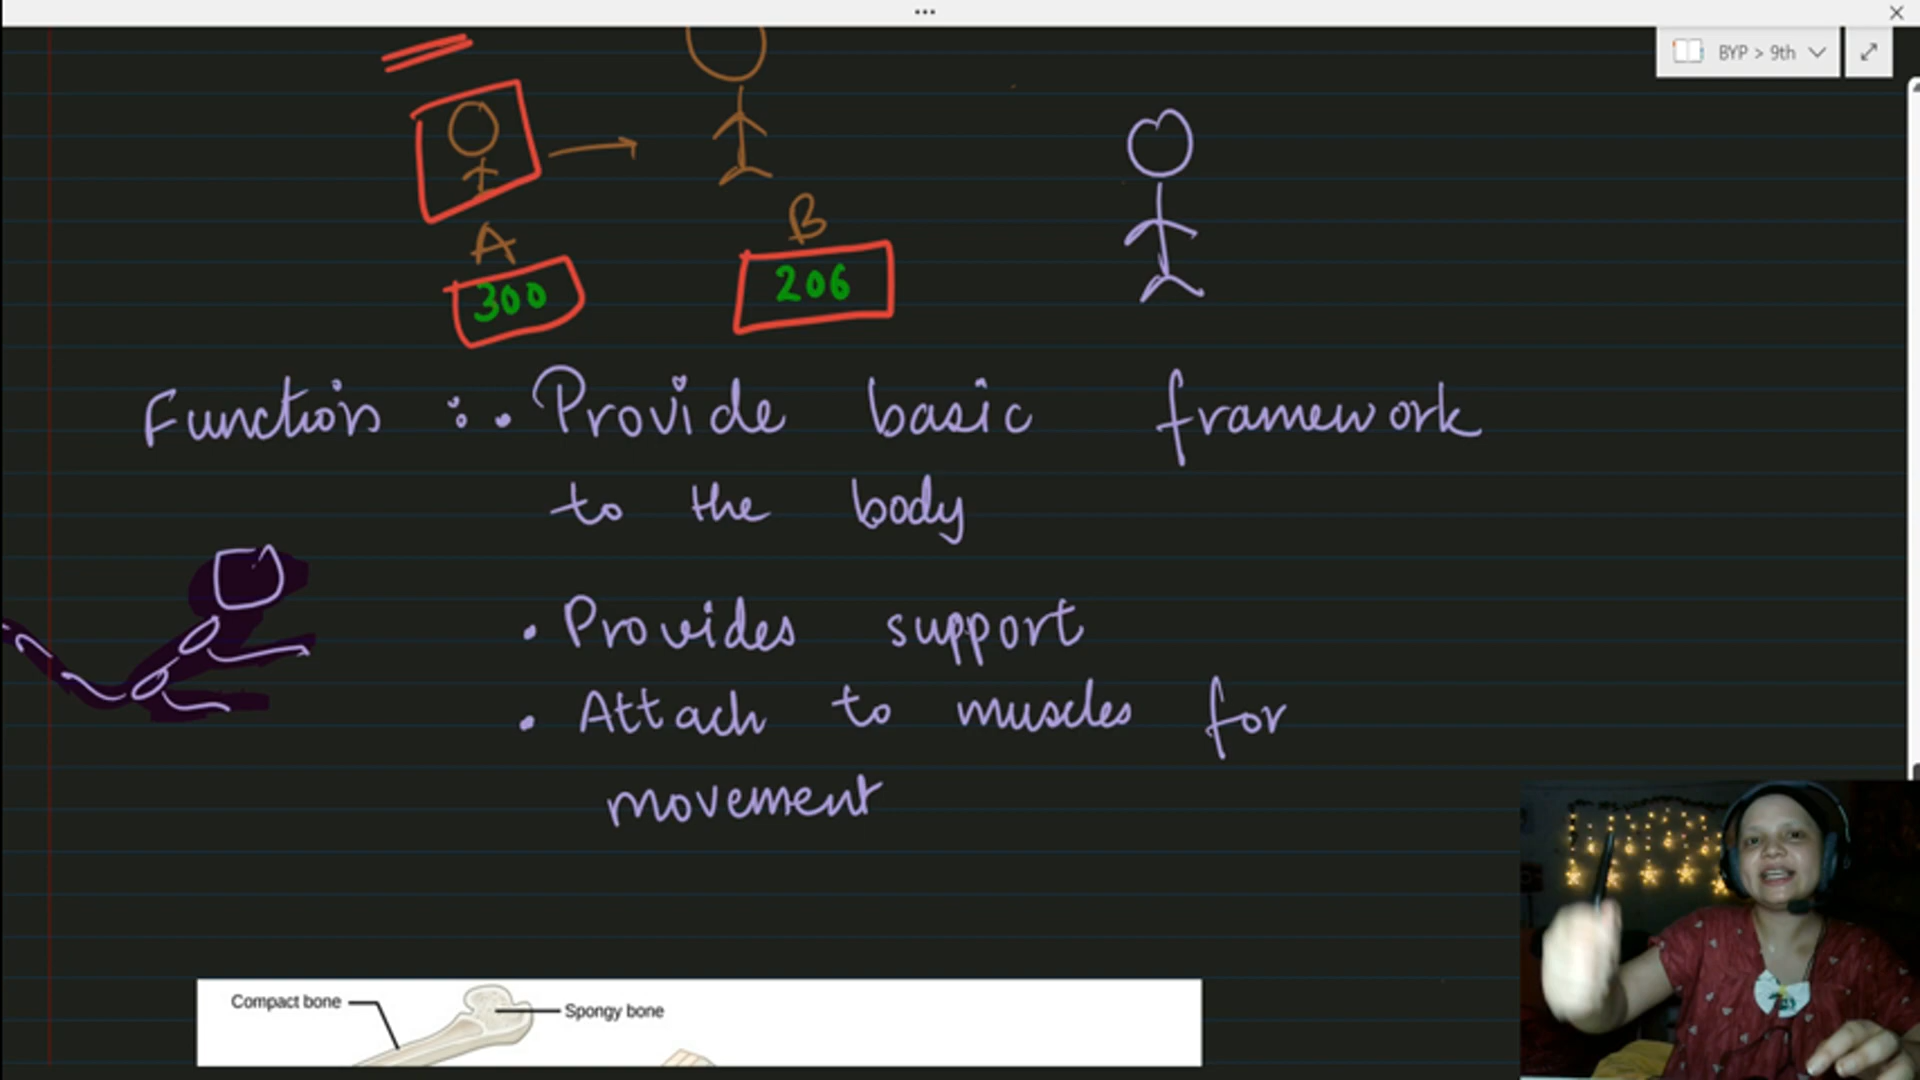 ...
BYP > 9th
A
B
300
206
Function :. Provide basic framework
to the body
• Provides support
• Attach to muscles for
movement
Compact bone
Spongy bone